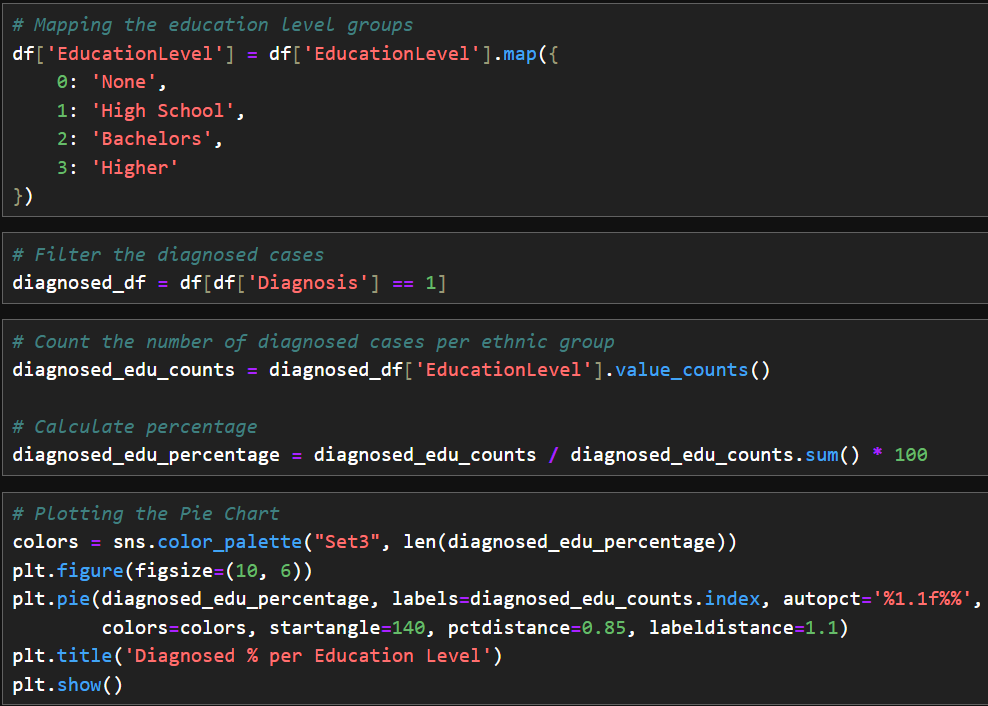 # Mapping the education level groups
df['EducationLevel'] = df['EducationLevel'].map({
    0: 'None',
    1: 'High School',
    2: 'Bachelors',
    3: 'Higher'
})
# Filter the diagnosed cases
diagnosed_df = df[df['Diagnosis'] == 1]
# Count the number of diagnosed cases per ethnic group
diagnosed_edu_counts = diagnosed_df['EducationLevel'].value_counts()
# Calculate percentage
diagnosed_edu_percentage = diagnosed_edu_counts / diagnosed_edu_counts.sum() * 100
# Plotting the Pie Chart
colors = sns.color_palette("Set3", len(diagnosed_edu_percentage))
plt.figure(figsize=(10, 6))
plt.pie(diagnosed_edu_percentage, labels=diagnosed_edu_counts.index, autopct='%1.1f%%',
        colors=colors, startangle=140, pctdistance=0.85, labeldistance=1.1)
plt.title('Diagnosed % per Education Level')
plt.show()